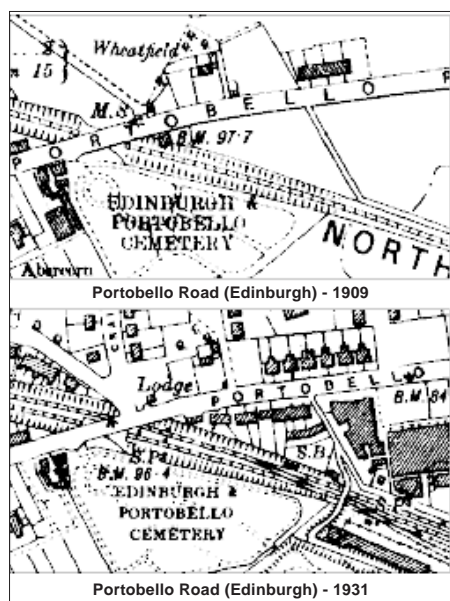 Wheatfield
15
M.S.
PORTOBELLO R
B.M. 97·7
EDINBURGH &
PORTOBELLO
CEMETERY
NORTH
Abercorn
Portobello Road (Edinburgh) - 1909
Lodge
PORTOBELLO
B.M. 84
S.P.
S.B.
B.M. 96·4
EDINBURGH &
PORTOBELLO
CEMETERY
Portobello Road (Edinburgh) - 1931